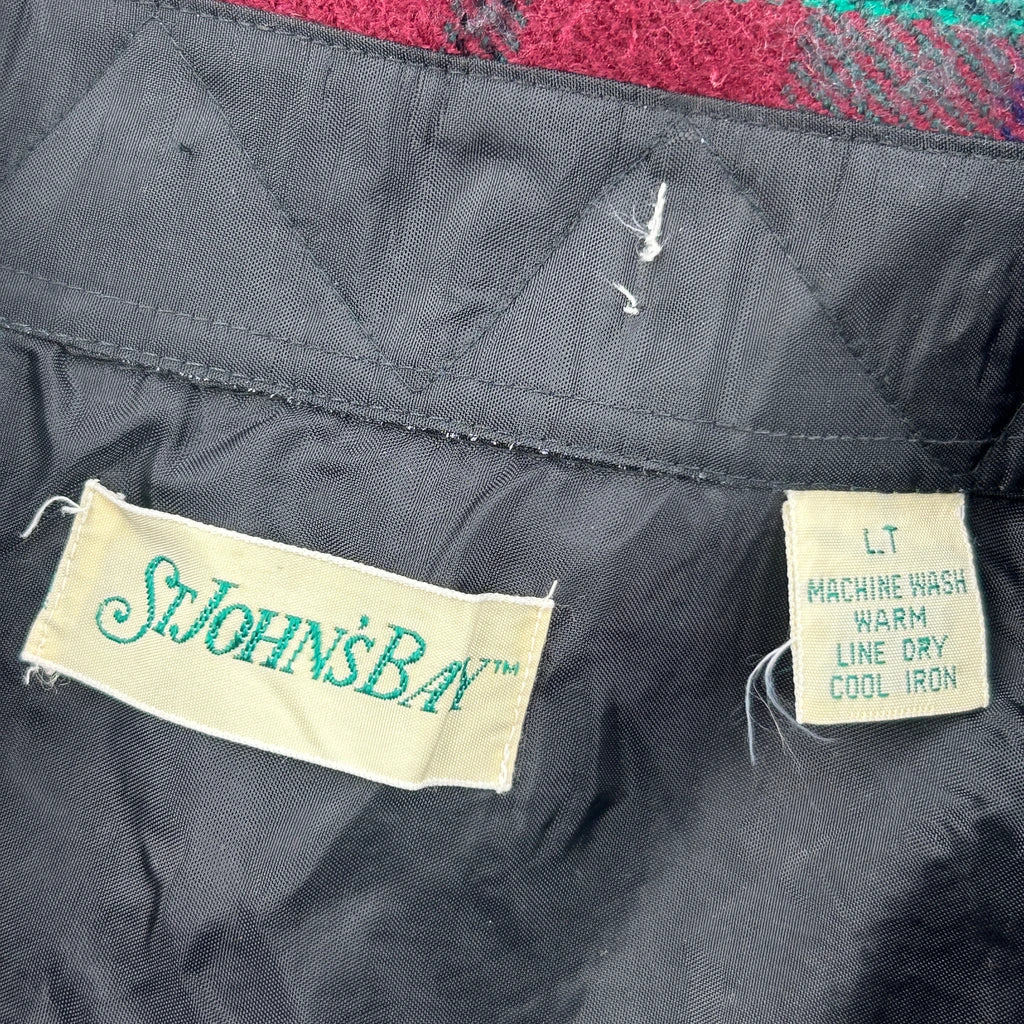 ST JOHN'S BAY™
LT
MACHINE WASH
WARM
LINE DRY
COOL IRON